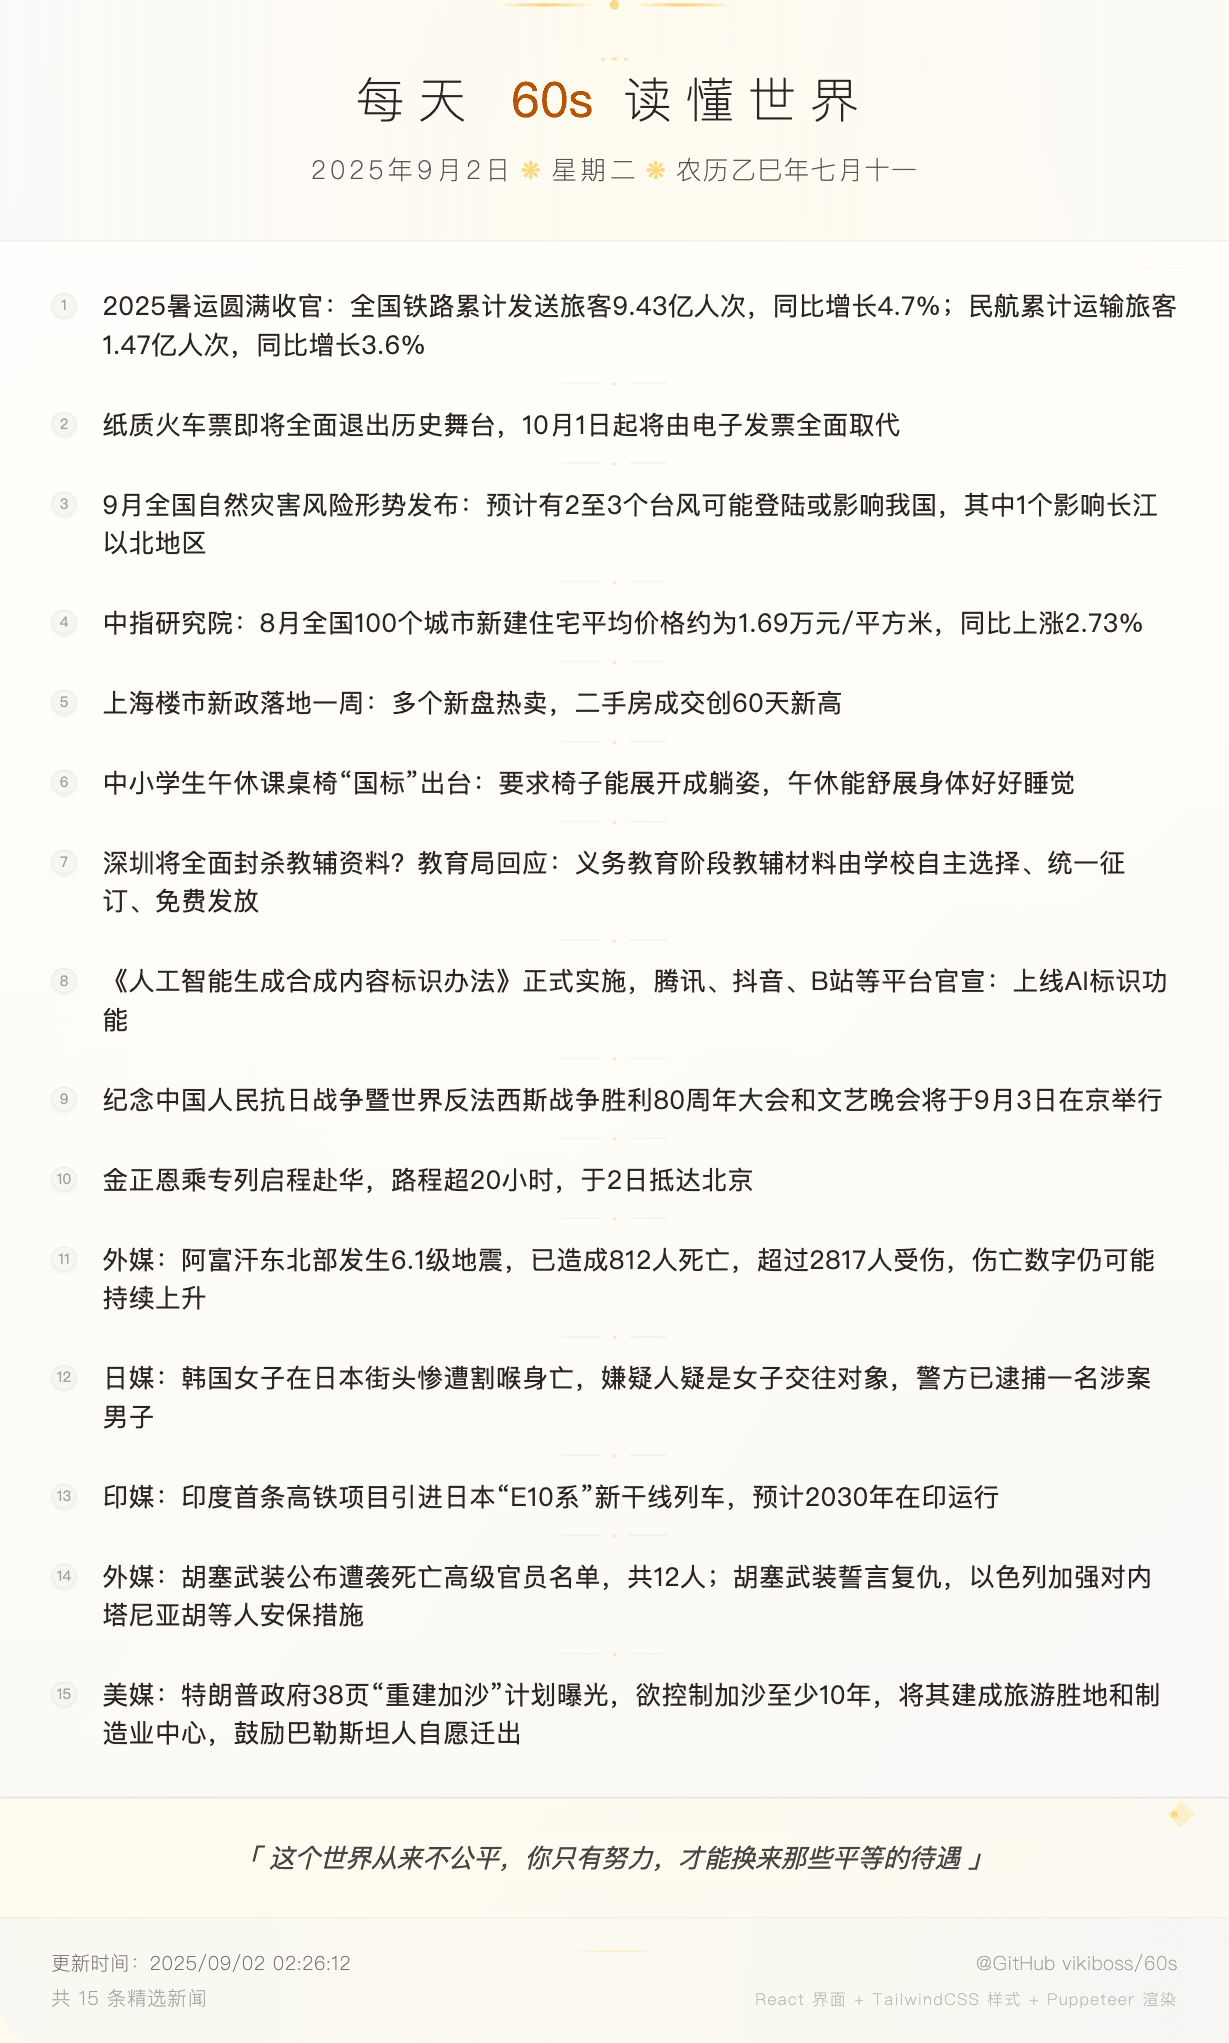 每天 60s 读懂世界
2025年9月2日 ❋ 星期二 ❋ 农历乙巳年七月十一
1 2025暑运圆满收官：全国铁路累计发送旅客9.43亿人次，同比增长4.7%；民航累计运输旅客
1.47亿人次，同比增长3.6%
2 纸质火车票即将全面退出历史舞台，10月1日起将由电子发票全面取代
3 9月全国自然灾害风险形势发布：预计有2至3个台风可能登陆或影响我国，其中1个影响长江
以北地区
4 中指研究院：8月全国100个城市新建住宅平均价格约为1.69万元/平方米，同比上涨2.73%
5 上海楼市新政落地一周：多个新盘热卖，二手房成交创60天新高
6 中小学生午休课桌椅“国标”出台：要求椅子能展开成躺姿，午休能舒展身体好好睡觉
7 深圳将全面封杀教辅资料？教育局回应：义务教育阶段教辅材料由学校自主选择、统一征
订、免费发放
8 《人工智能生成合成内容标识办法》正式实施，腾讯、抖音、B站等平台官宣：上线AI标识功
能
9 纪念中国人民抗日战争暨世界反法西斯战争胜利80周年大会和文艺晚会将于9月3日在京举行
10 金正恩乘专列启程赴华，路程超20小时，于2日抵达北京
11 外媒：阿富汗东北部发生6.1级地震，已造成812人死亡，超过2817人受伤，伤亡数字仍可能
持续上升
12 日媒：韩国女子在日本街头惨遭割喉身亡，嫌疑人疑是女子交往对象，警方已逮捕一名涉案
男子
13 印媒：印度首条高铁项目引进日本“E10系”新干线列车，预计2030年在印运行
14 外媒：胡塞武装公布遭袭死亡高级官员名单，共12人；胡塞武装誓言复仇，以色列加强对内
塔尼亚胡等人安保措施
15 美媒：特朗普政府38页“重建加沙”计划曝光，欲控制加沙至少10年，将其建成旅游胜地和制
造业中心，鼓励巴勒斯坦人自愿迁出
「 这个世界从来不公平，你只有努力，才能换来那些平等的待遇 」
更新时间：2025/09/02 02:26:12
@GitHub vikiboss/60s
共 15 条精选新闻
React 界面 + TailwindCSS 样式 + Puppeteer 渲染